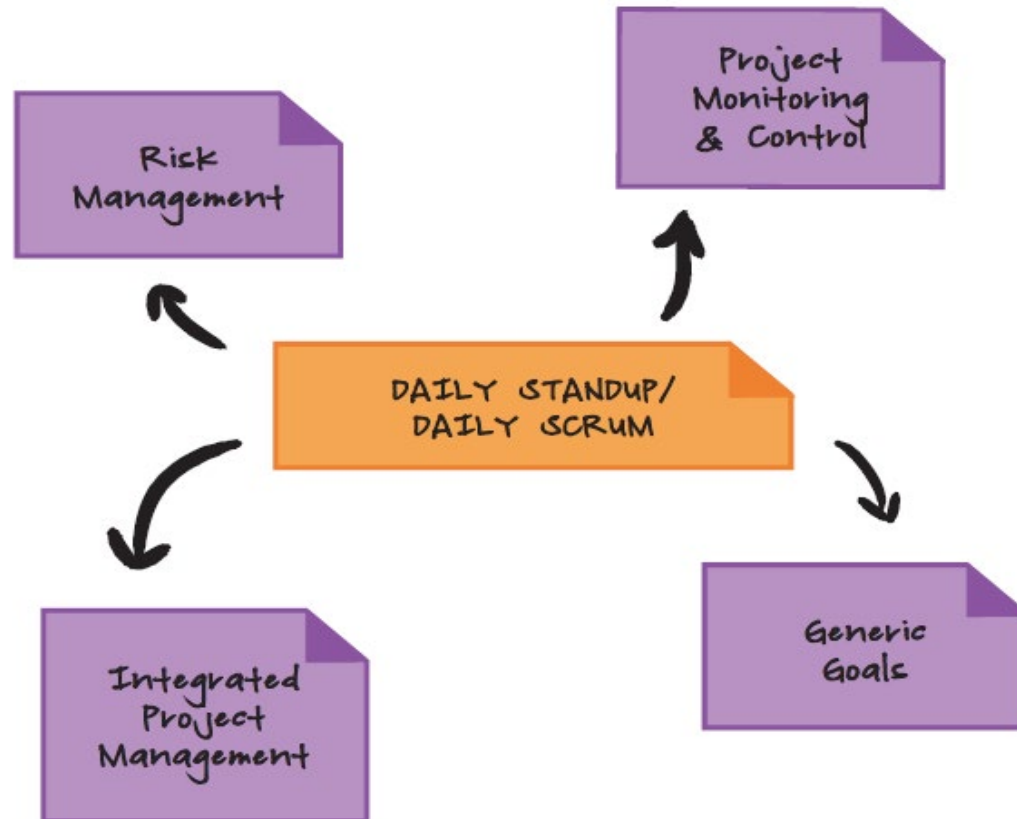 Project
Monitoring
& Control
Risk
Management
DAILY STANDUP/
DAILY SCRUM
Generic
Goals
Integrated
Project
Management